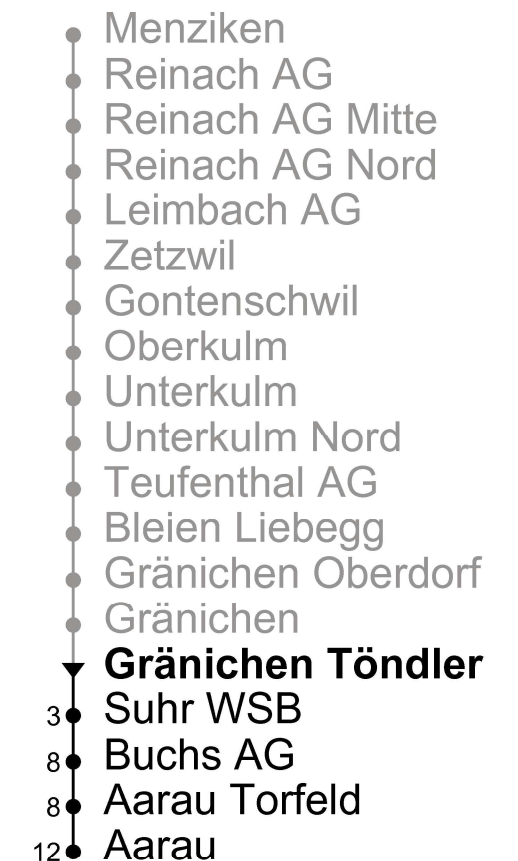 Menziken
Reinach AG
Reinach AG Mitte
Reinach AG Nord
Leimbach AG
Zetzwil
Gontenschwil
Oberkulm
Unterkulm
Unterkulm Nord
Teufenthal AG
Bleien Liebegg
Gränichen Oberdorf
Gränichen
Gränichen Töndler
3 Suhr WSB
8 Buchs AG
8 Aarau Torfeld
12 Aarau